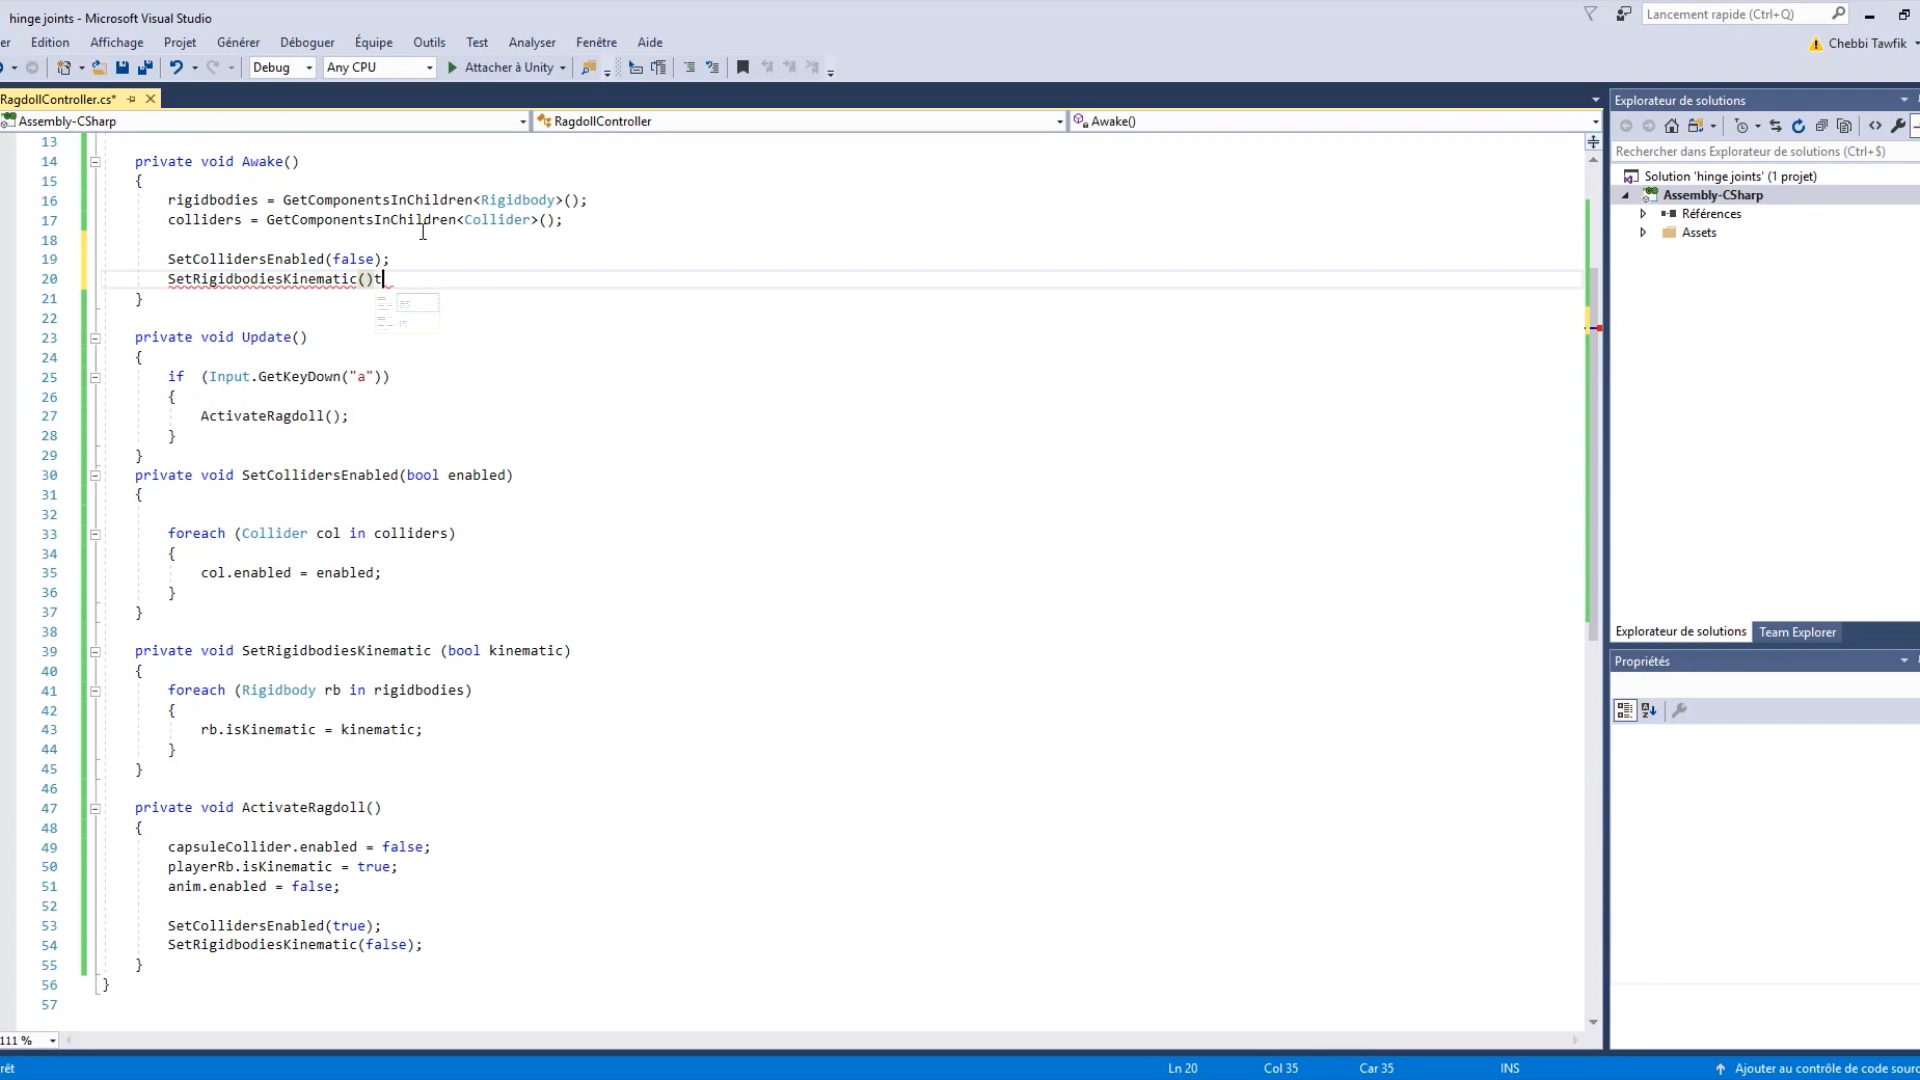 hinge joints - Microsoft Visual Studio
Lancement rapide (Ctrl+Q)
er Edition Affichage Projet Générer Déboguer Équipe Outils Test Analyser Fenêtre Aide
Chebbi Tawfik
Debug Any CPU Attacher à Unity
RagdollController.cs*
Assembly-CSharp RagdollController Awake()
13
14 private void Awake()
15 {
16 rigidbodies = GetComponentsInChildren<Rigidbody>();
17 colliders = GetComponentsInChildren<Collider>();
18
19 SetCollidersEnabled(false);
20 SetRigidbodiesKinematic()t
21 }
22
23 private void Update()
24 {
25 if (Input.GetKeyDown("a"))
26 {
27 ActivateRagdoll();
28 }
29 }
30 private void SetCollidersEnabled(bool enabled)
31 {
32
33 foreach (Collider col in colliders)
34 {
35 col.enabled = enabled;
36 }
37 }
38
39 private void SetRigidbodiesKinematic (bool kinematic)
40 {
41 foreach (Rigidbody rb in rigidbodies)
42 {
43 rb.isKinematic = kinematic;
44 }
45 }
46
47 private void ActivateRagdoll()
48 {
49 capsuleCollider.enabled = false;
50 playerRb.isKinematic = true;
51 anim.enabled = false;
52
53 SetCollidersEnabled(true);
54 SetRigidbodiesKinematic(false);
55 }
56 }
57
111 %
Explorateur de solutions
Rechercher dans Explorateur de solutions (Ctrl+$)
Solution 'hinge joints' (1 projet)
Assembly-CSharp
Références
Assets
Explorateur de solutions Team Explorer
Propriétés
rêt Ln 20 Col 35 Car 35 INS Ajouter au contrôle de code sourc